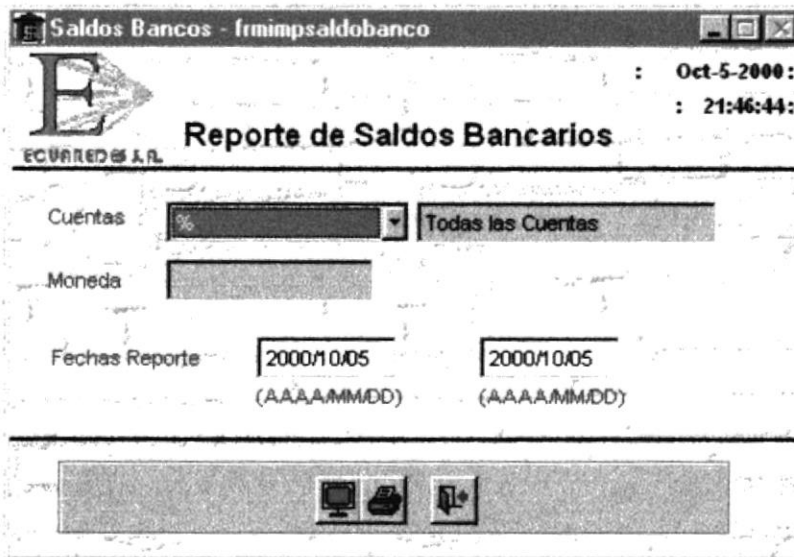 Saldos Bancos - frmimpsaldobanco
: Oct-5-2000:
: 21:46:44:
E
ECUAREDES S.A.
Reporte de Saldos Bancarios
Cuentas % Todas las Cuentas
Moneda
Fechas Reporte 2000/10/05 2000/10/05
(AAAA/MM/DD) (AAAA/MM/DD)